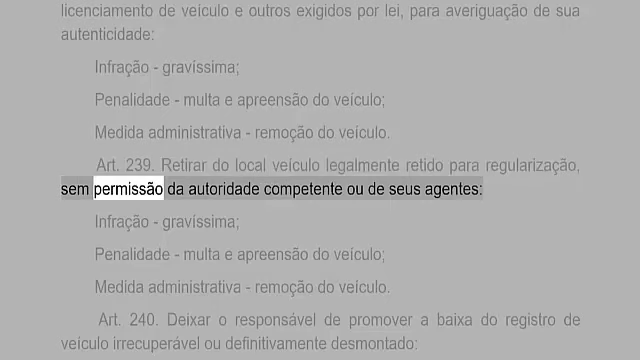 licenciamento de veículo e outros exigidos por lei, para averiguação de sua
autenticidade:
Infração - gravíssima;
Penalidade - multa e apreensão do veículo;
Medida administrativa - remoção do veículo.
Art. 239. Retirar do local veículo legalmente retido para regularização,
sem permissão da autoridade competente ou de seus agentes:
Infração - gravíssima;
Penalidade - multa e apreensão do veículo;
Medida administrativa - remoção do veículo.
Art. 240. Deixar o responsável de promover a baixa do registro de
veículo irrecuperável ou definitivamente desmontado: